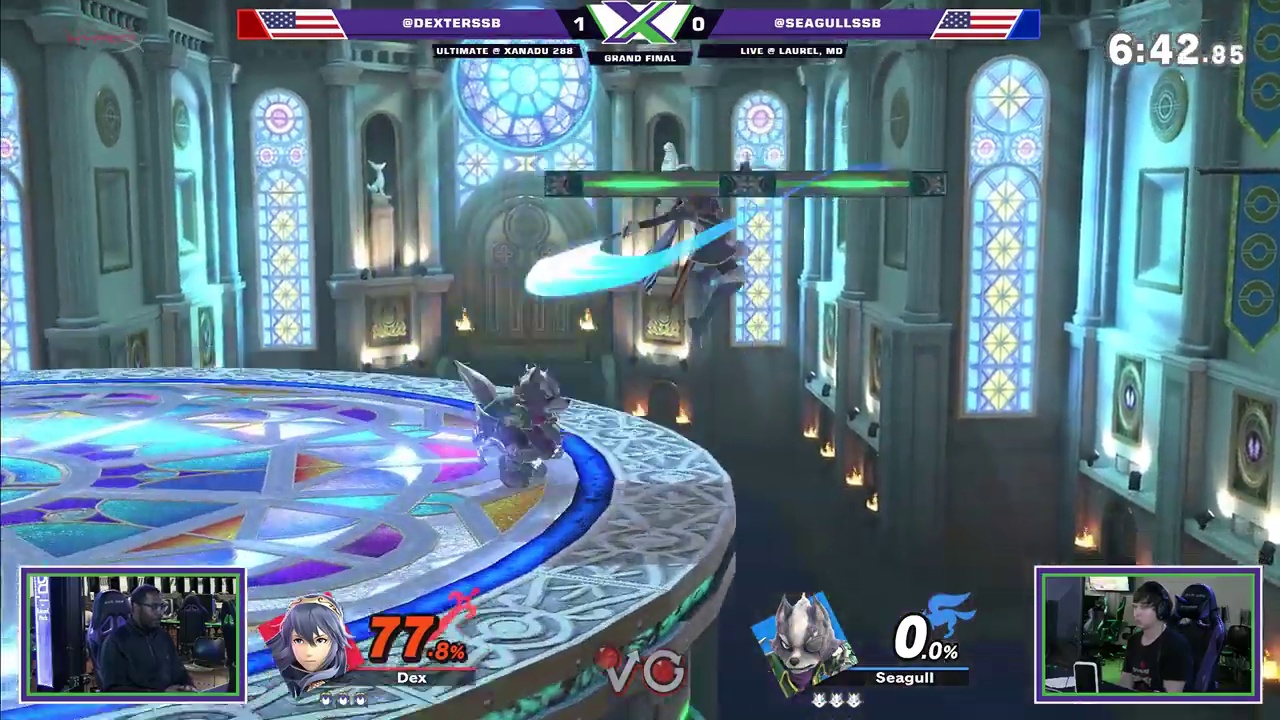 @DEXTERSSB 1 0 @SEAGULLSSB
ULTIMATE @ XANADU 288 GRAND FINAL LIVE @ LAUREL, MD
6:42.85
77.8% 0.0%
Dex VG Seagull